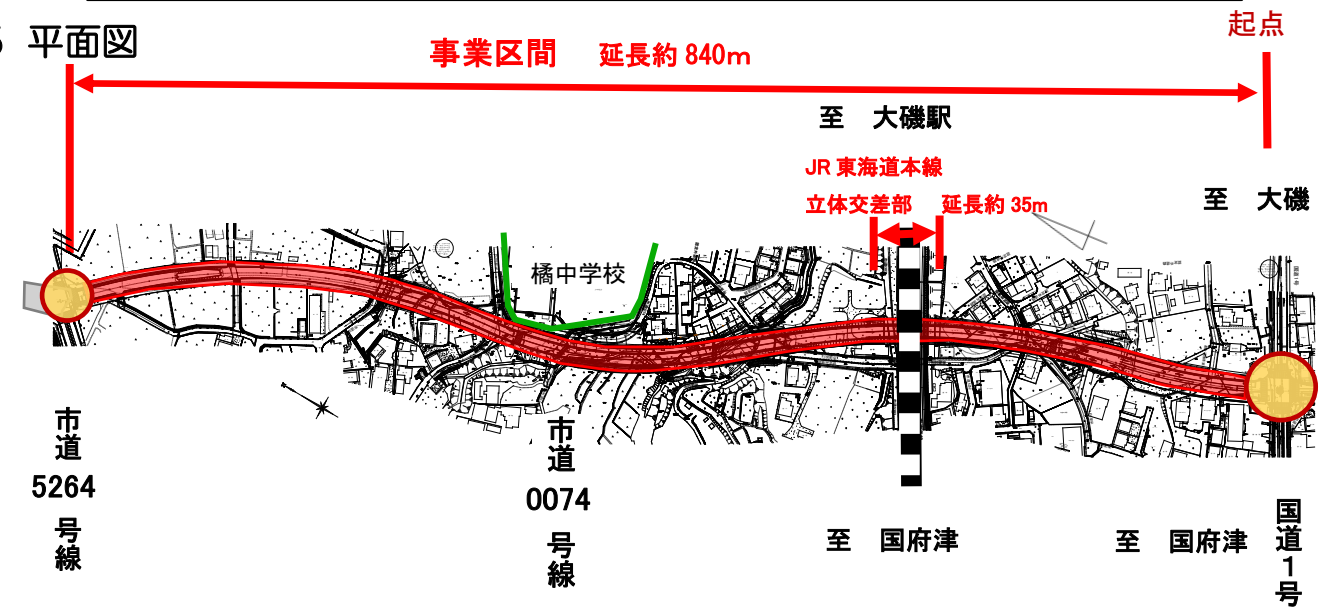 平面図
起点
事業区間 延長約 840m
至 大磯駅
JR 東海道本線
立体交差部 延長約 35m
至 大磯
橘中学校
市道
5264
号線
市道
0074
号線
至 国府津
至 国府津
国道1号